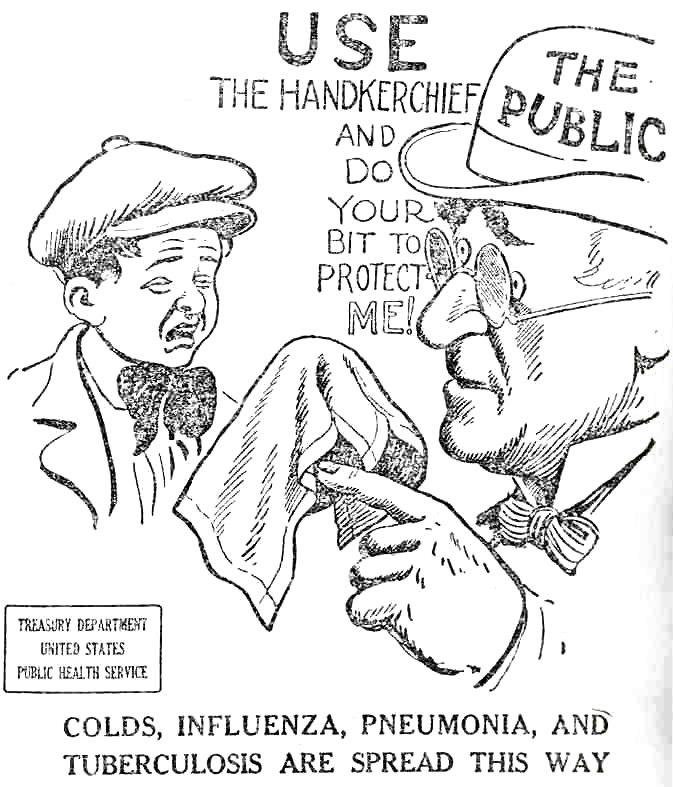 USE
THE HANDKERCHIEF
AND
DO
YOUR
BIT TO
PROTECT
ME!
THE
PUBLIC
TREASURY DEPARTMENT
UNITED STATES
PUBLIC HEALTH SERVICE
COLDS, INFLUENZA, PNEUMONIA, AND
TUBERCULOSIS ARE SPREAD THIS WAY